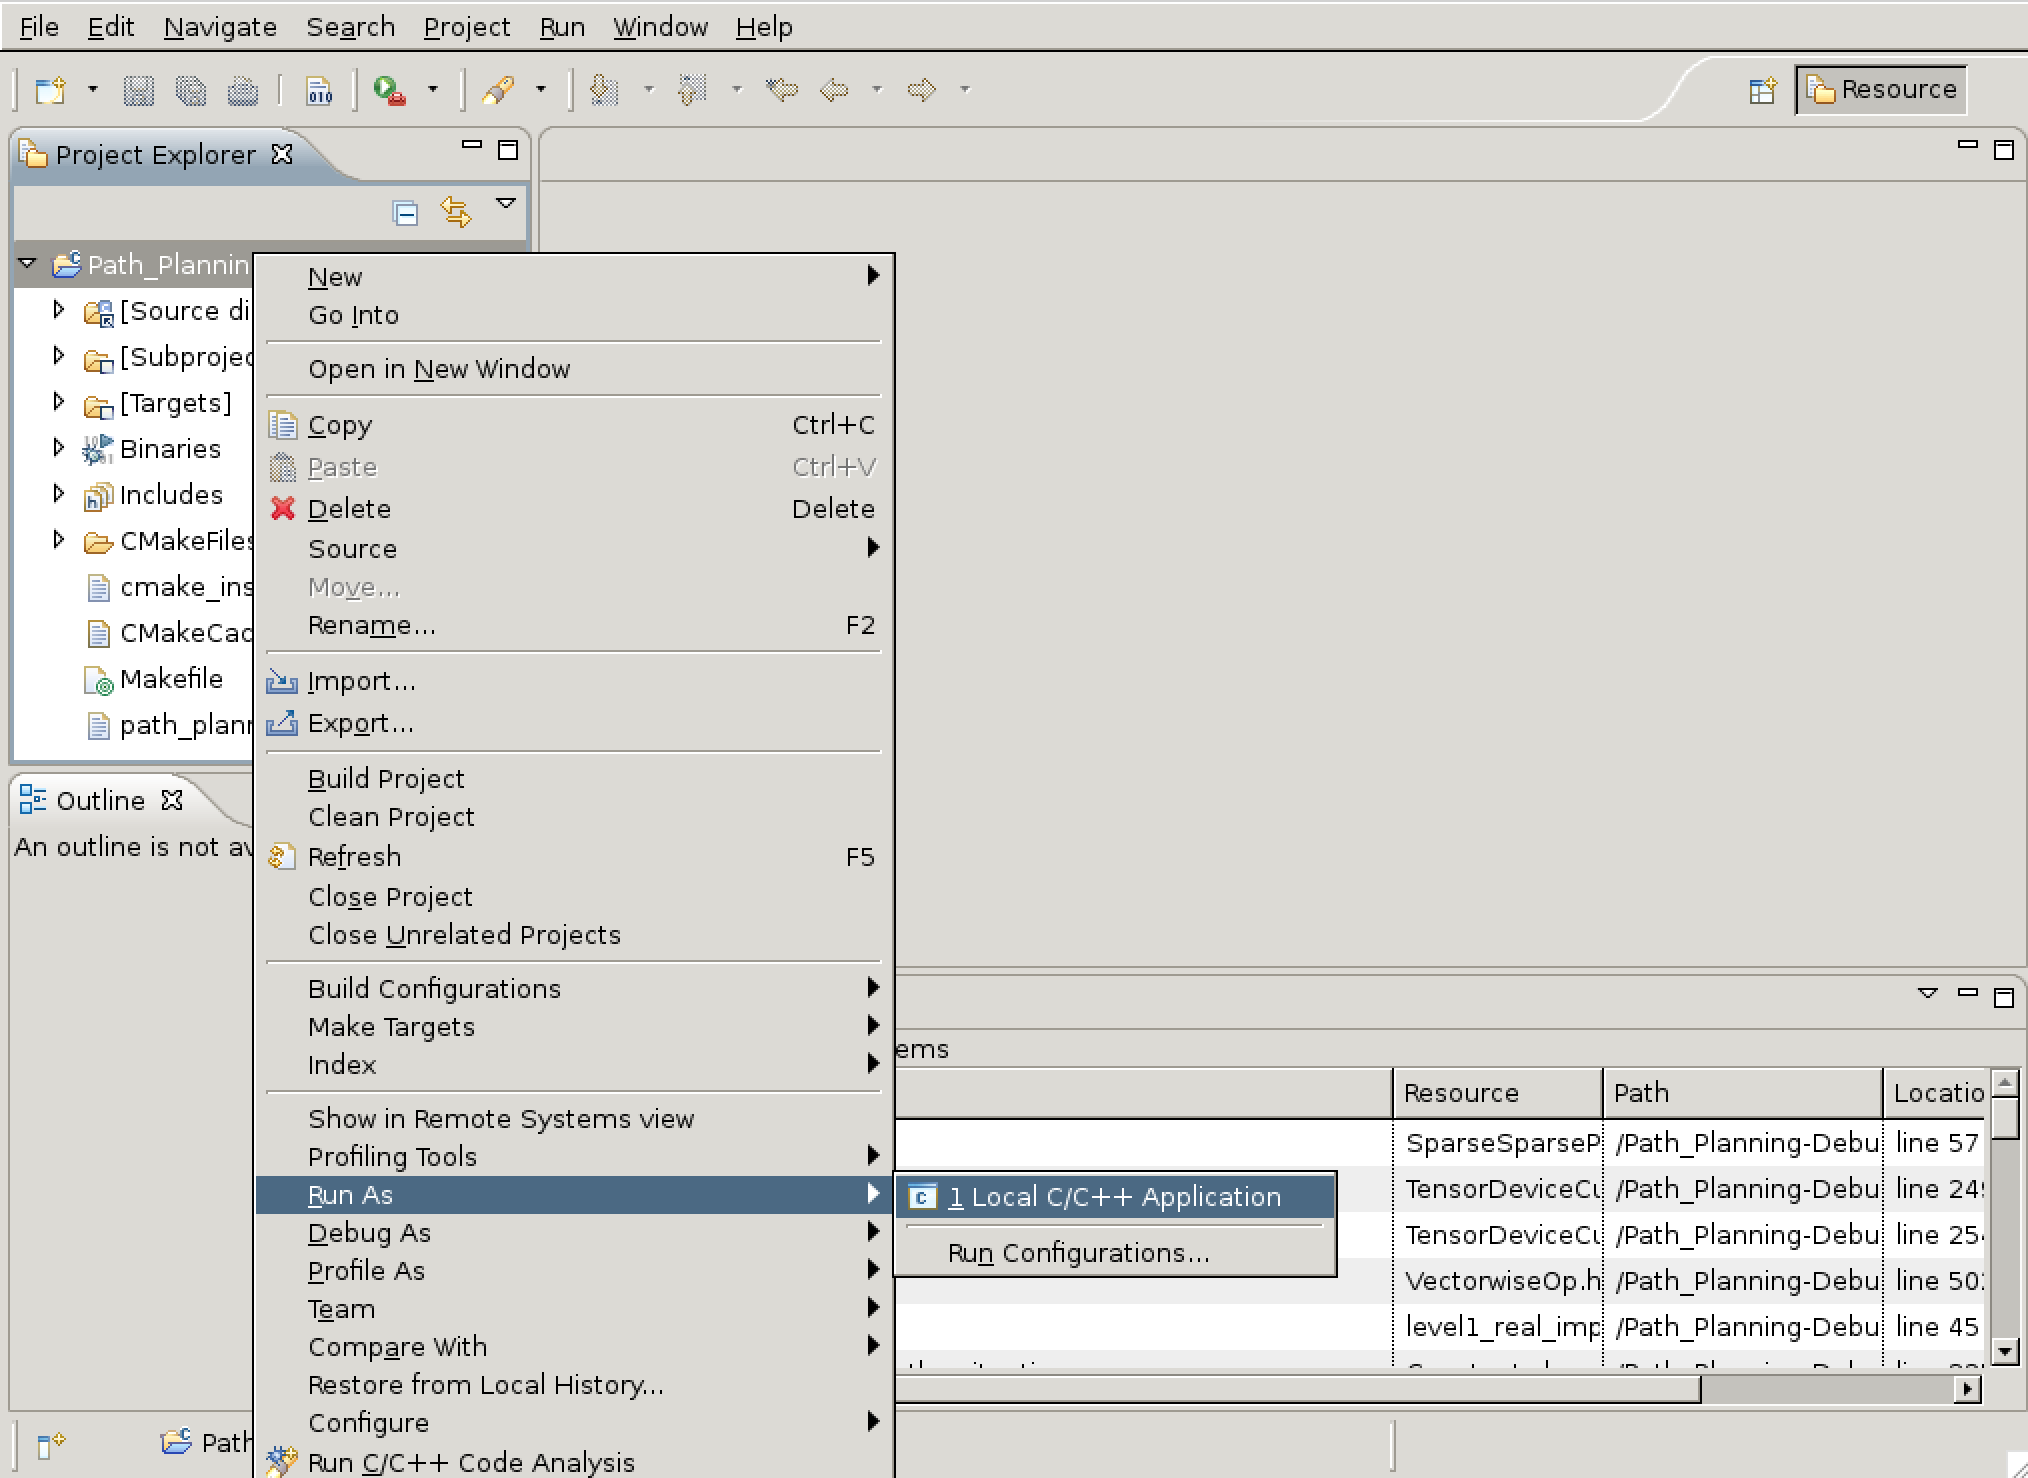 File Edit Navigate Search Project Run Window Help
Resource
Project Explorer
Path_Plannin
[Source di
[Subprojec
[Targets]
Binaries
Includes
CMakeFiles
cmake_ins
CMakeCac
Makefile
path_plann
Outline
An outline is not av
New
Go Into
Open in New Window
Copy Ctrl+C
Paste Ctrl+V
Delete Delete
Source
Move...
Rename... F2
Import...
Export...
Build Project
Clean Project
Refresh F5
Close Project
Close Unrelated Projects
Build Configurations
Make Targets
Index
Show in Remote Systems view
Profiling Tools
Run As
Debug As
Profile As
Team
Compare With
Restore from Local History...
Configure
Run C/C++ Code Analysis
1 Local C/C++ Application
Run Configurations...
ems
Resource Path Locatio
SparseSparseP /Path_Planning-Debu line 57
TensorDeviceCu /Path_Planning-Debu line 249
TensorDeviceCu /Path_Planning-Debu line 254
VectorwiseOp.h /Path_Planning-Debu line 502
level1_real_imp /Path_Planning-Debu line 45
Path